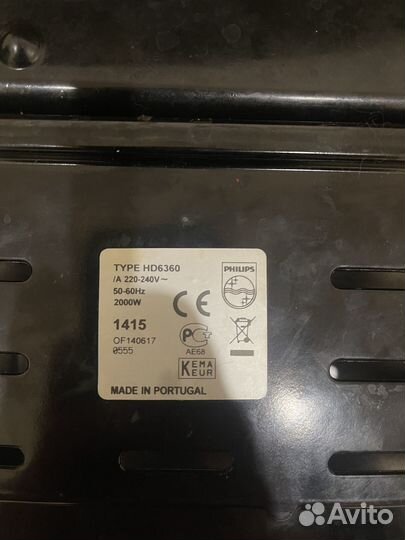 TYPE HD6360
/A 220-240V~
50-60Hz
2000W
1415
OF140617
0555
PHILIPS
CE
PCT
AE68
KEMA
KEUR
MADE IN PORTUGAL
Avito